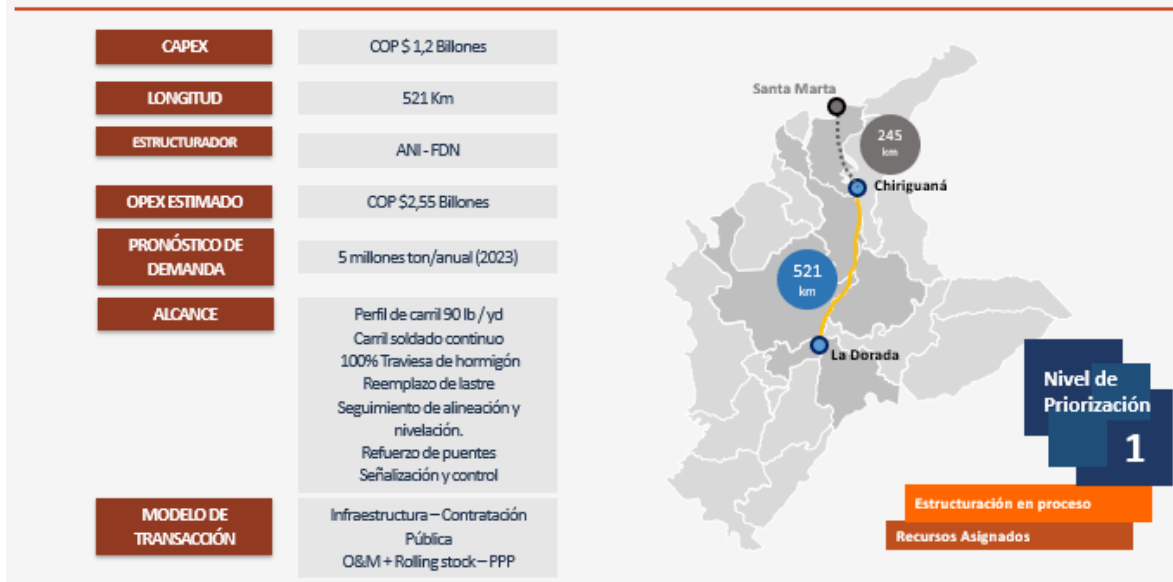 CAPEX
COP $ 1,2 Billones
LONGITUD
521 Km
ESTRUCTURADOR
ANI - FDN
OPEX ESTIMADO
COP $2,55 Billones
PRONÓSTICO DE
DEMANDA
5 millones ton/anual (2023)
ALCANCE
Perfil de carril 90 lb / yd
Carril soldado continuo
100% Traviesa de hormigón
Reemplazo de lastre
Seguimiento de alineación y
nivelación.
Refuerzo de puentes
Señalización y control
MODELO DE
TRANSACCIÓN
Infraestructura – Contratación
Pública
O&M + Rolling stock – PPP
Santa Marta
245
km
Chiriguaná
521
km
La Dorada
Nivel de
Priorización
1
Estructuración en proceso
Recursos Asignados